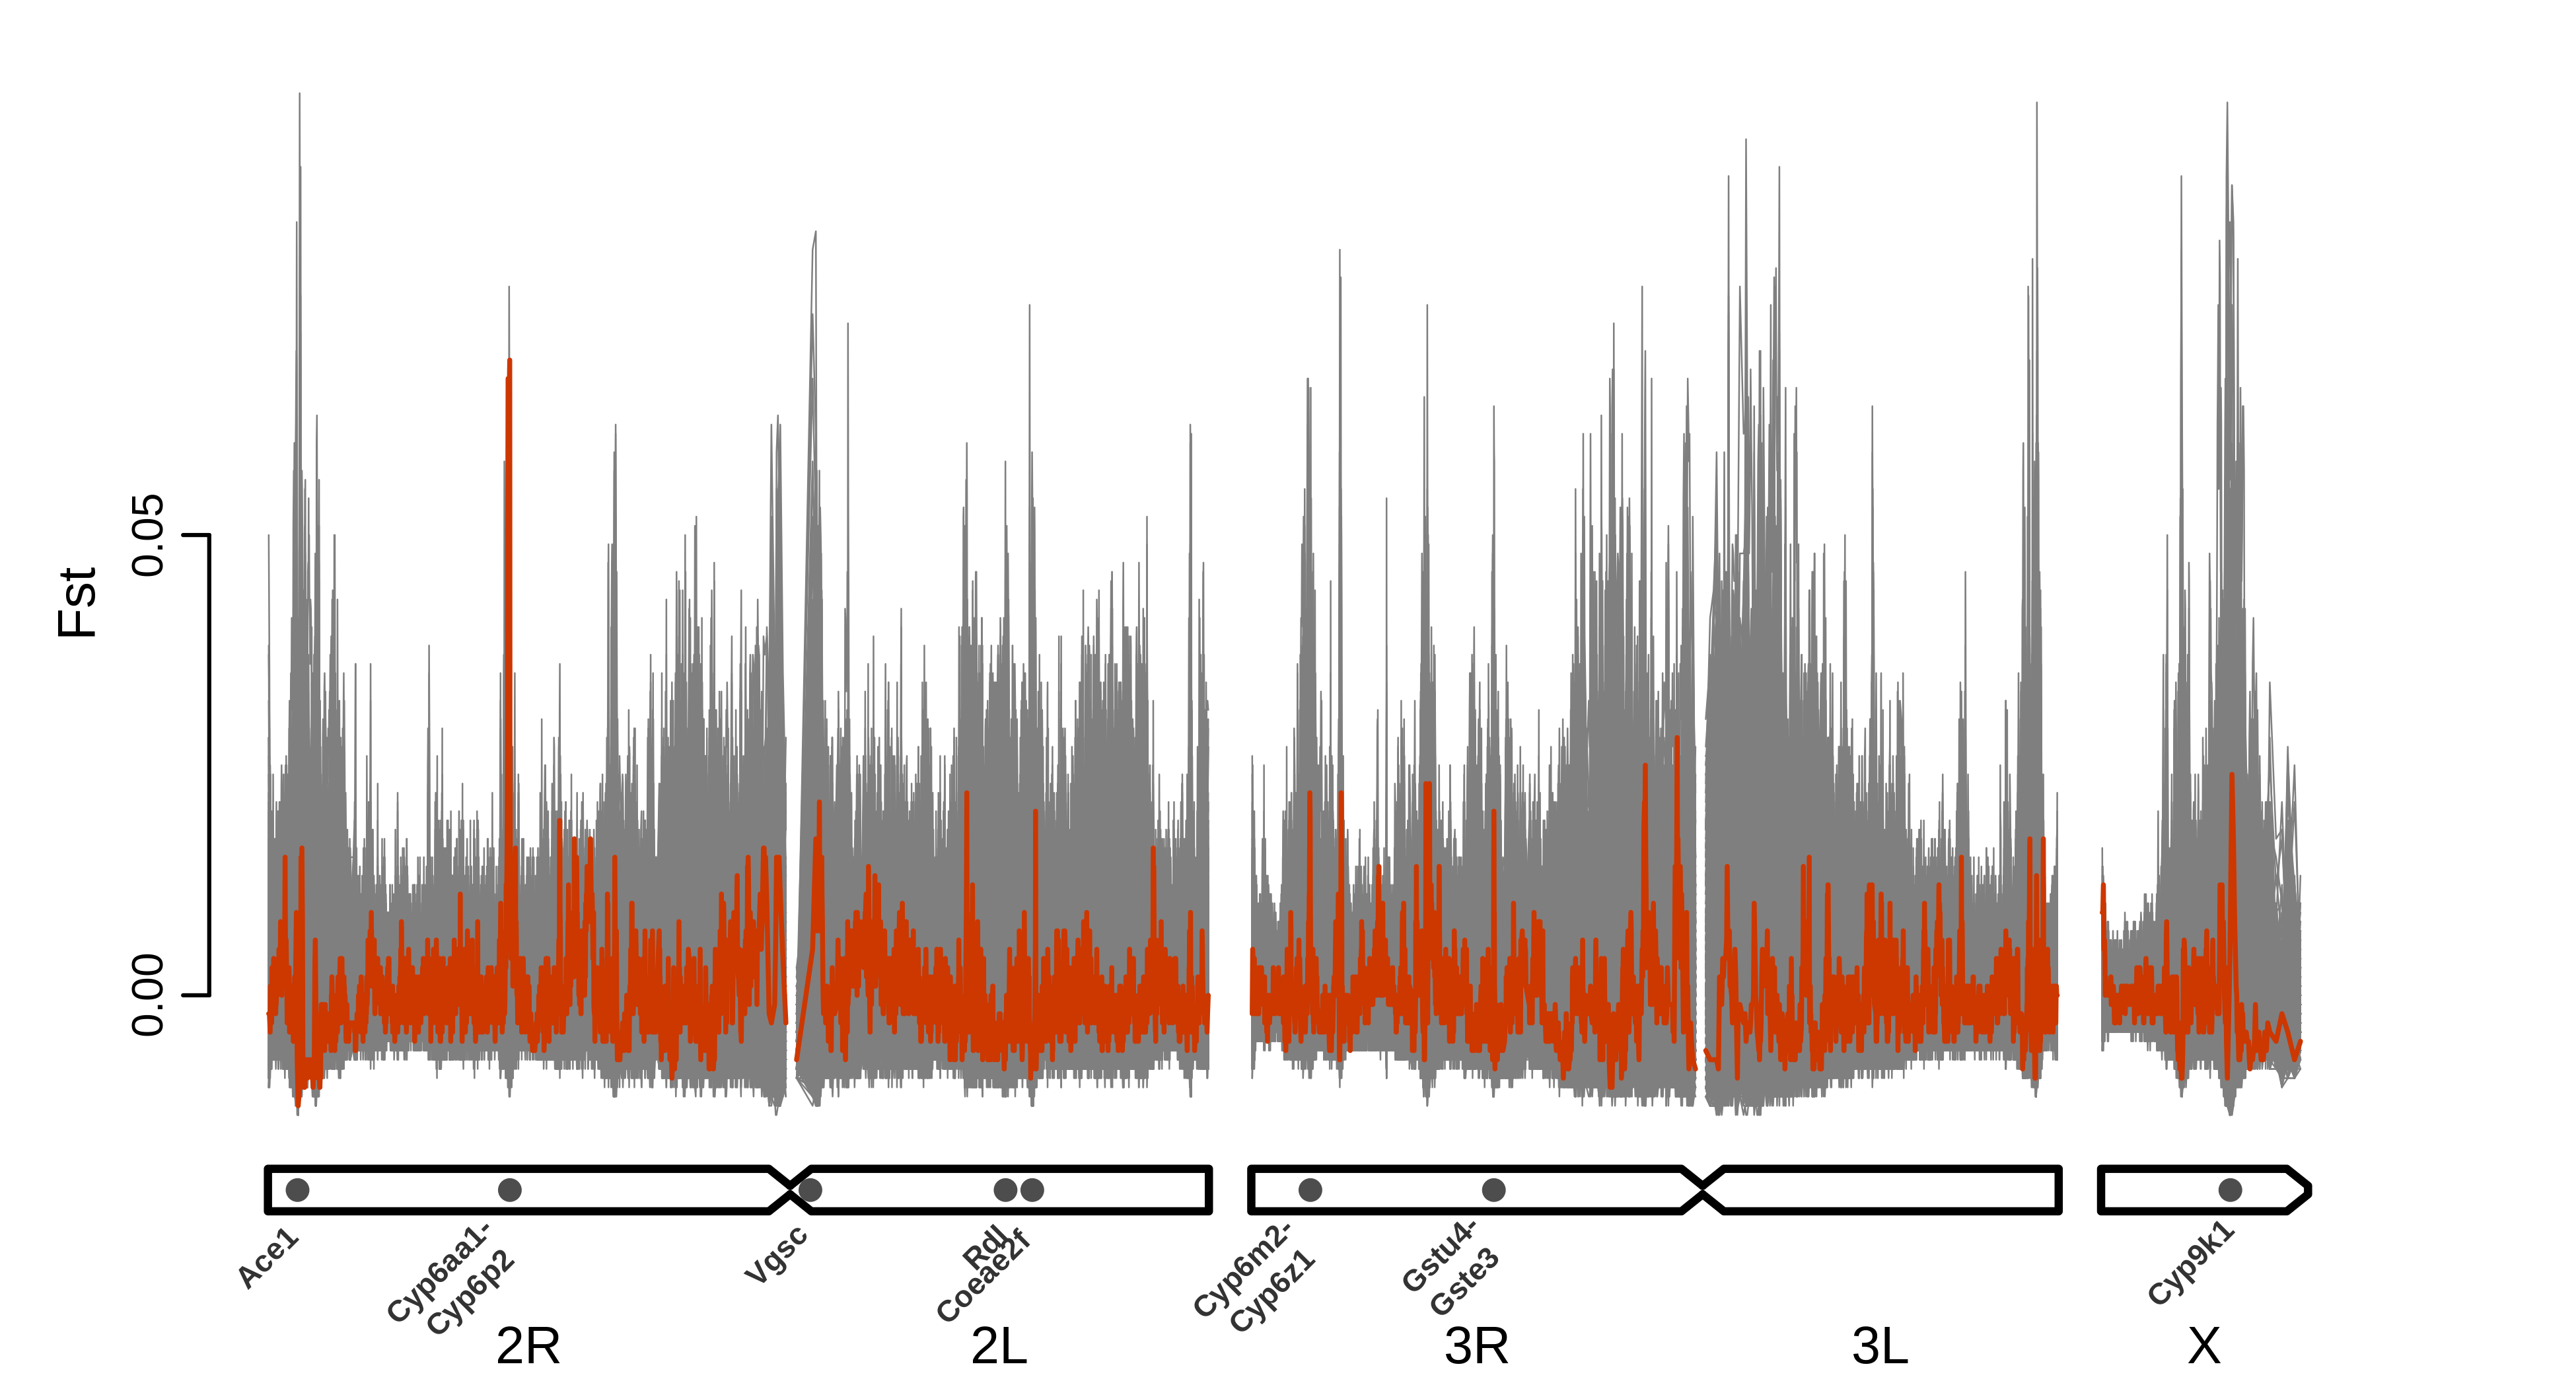 Fst
0.05
0.00
Ace1
Cyp6aa1-
Cyp6p2
Vgsc
Rdl
Coeae2f
Cyp6m2-
Cyp6z1
Gstu4-
Gste3
Cyp9k1
2R
2L
3R
3L
X